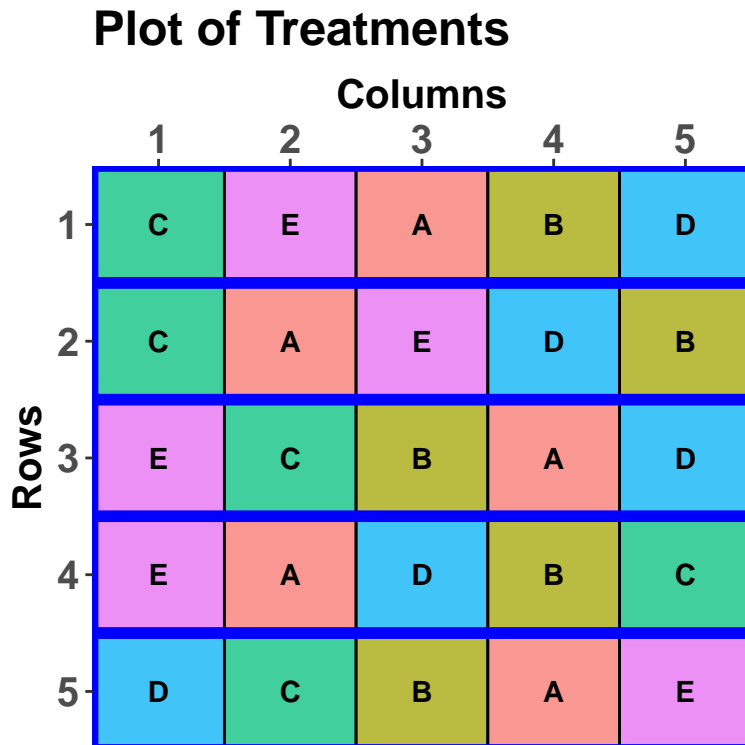 Plot of Treatments
Columns
1 2 3 4 5
1 C E A B D
2 C A E D B
Rows
3 E C B A D
4 E A D B C
5 D C B A E